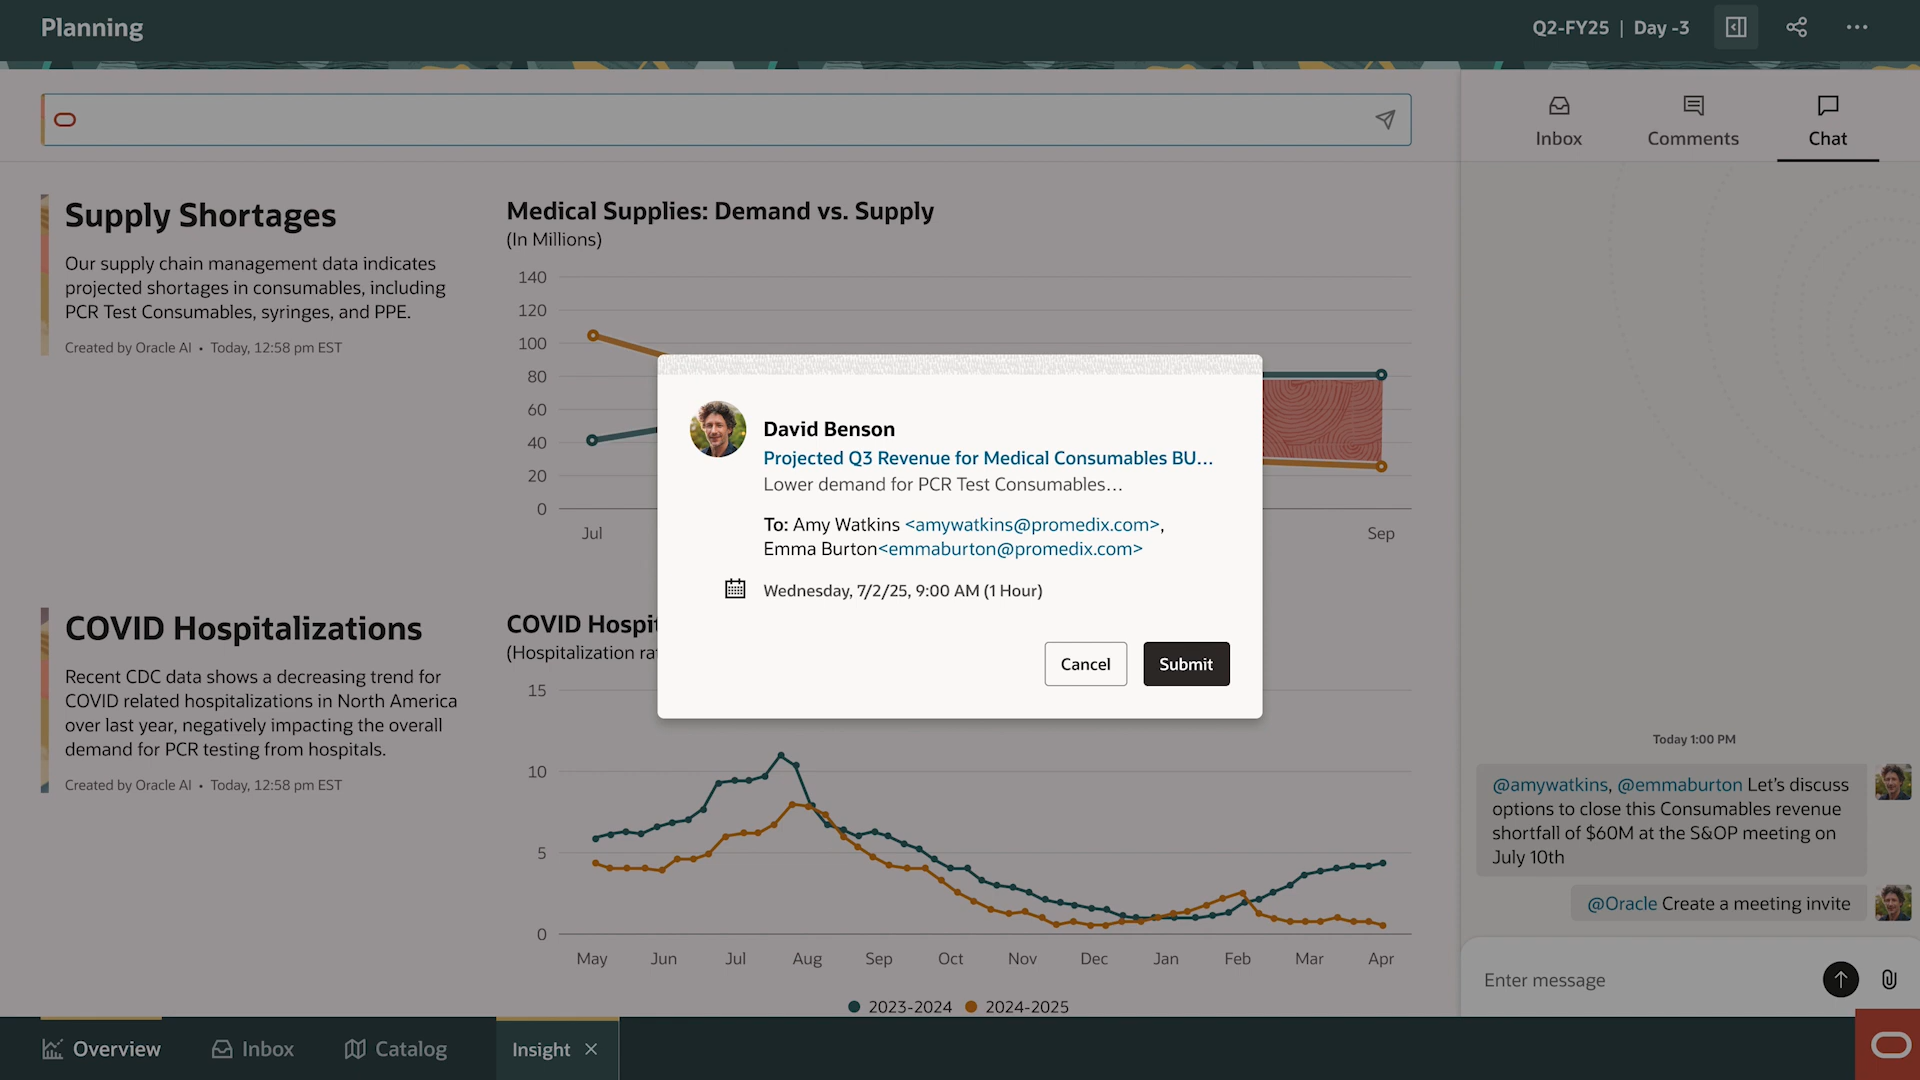 Planning
Q2-FY25 | Day -3
Inbox
Comments
Chat
Supply Shortages
Our supply chain management data indicates
projected shortages in consumables, including
PCR Test Consumables, syringes, and PPE.
Created by Oracle AI • Today, 12:58 pm EST
Medical Supplies: Demand vs. Supply
(In Millions)
140
120
100
80
60
40
20
0
Jul
Sep
David Benson
Projected Q3 Revenue for Medical Consumables BU...
Lower demand for PCR Test Consumables...
To: Amy Watkins <amywatkins@promedix.com>,
Emma Burton<emmaburton@promedix.com>
Wednesday, 7/2/25, 9:00 AM (1 Hour)
Cancel
Submit
COVID Hospitalizations
Recent CDC data shows a decreasing trend for
COVID related hospitalizations in North America
over last year, negatively impacting the overall
demand for PCR testing from hospitals.
Created by Oracle AI • Today, 12:58 pm EST
COVID Hospit
(Hospitalization ra
15
10
5
0
May Jun Jul Aug Sep Oct Nov Dec Jan Feb Mar Apr
2023-2024 2024-2025
Today 1:00 PM
@amywatkins, @emmaburton Let's discuss
options to close this Consumables revenue
shortfall of $60M at the S&OP meeting on
July 10th
@Oracle Create a meeting invite
Enter message
Overview
Inbox
Catalog
Insight